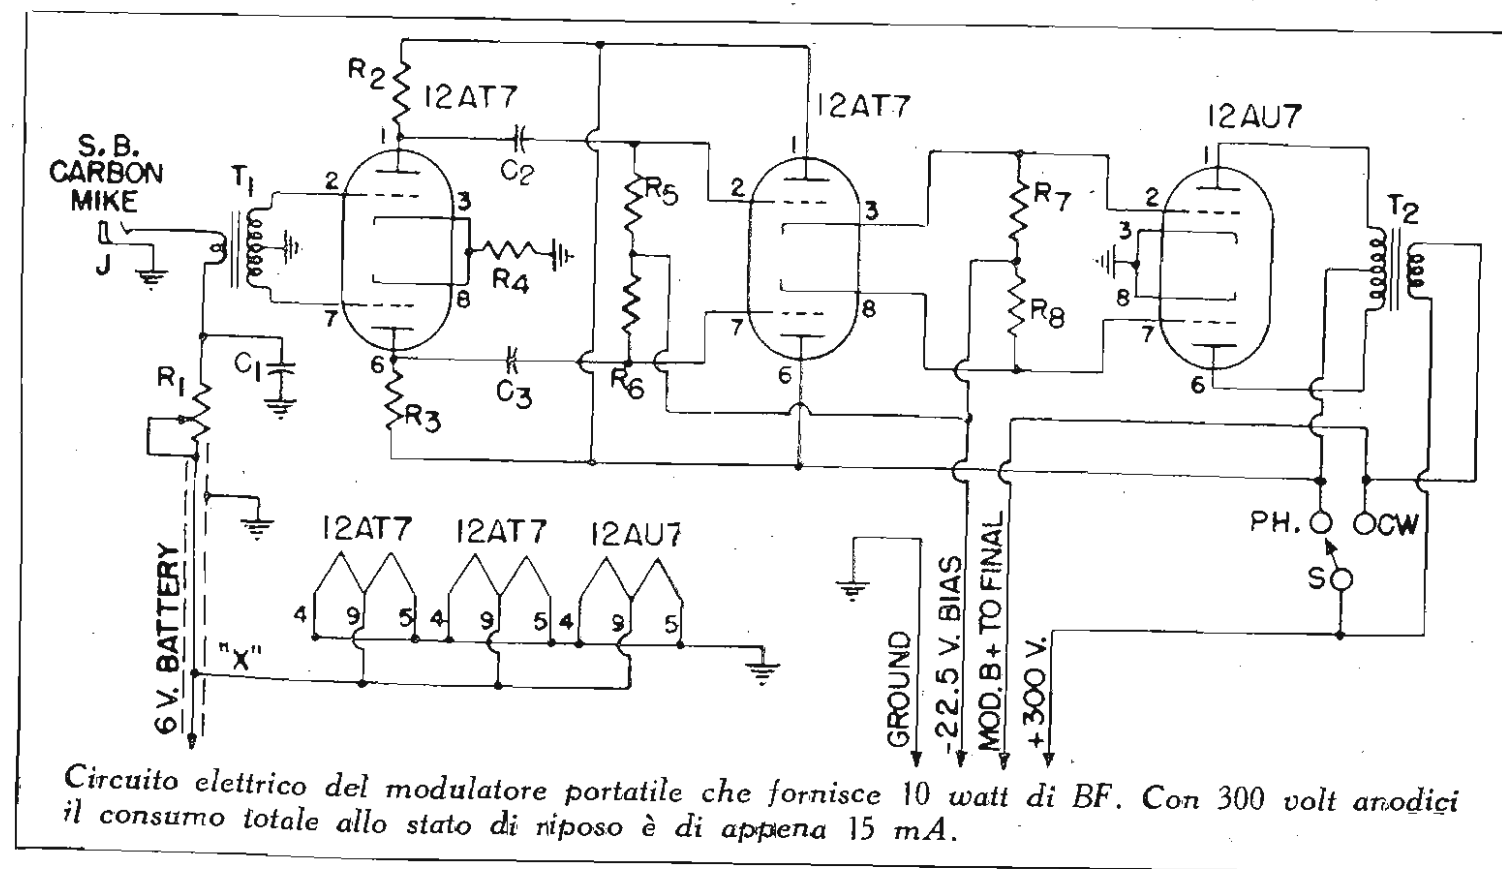 S. B.
CARBON
MIKE
J
T1
R1
C1
R2
12AT7
1
2
3
7
8
6
R4
R3
C2
C3
R5
R6
12AT7
1
2
3
7
8
6
R7
R8
12AU7
1
2
3
8
7
6
T2
PH.
CW
S
12AT7
12AT7
12AU7
4
9
5
4
9
5
4
9
5
"X"
6 V. BATTERY
GROUND
-22.5 V. BIAS
MOD. B+ TO FINAL
+300 V.
Circuito elettrico del modulatore portatile che fornisce 10 watt di BF. Con 300 volt anodici
il consumo totale allo stato di riposo è di appena 15 mA.